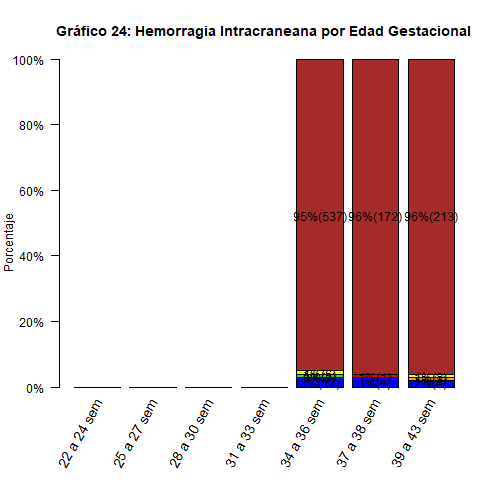 Gráfico 24: Hemorragia Intracraneana por Edad Gestacional
Porcentaje
100%
80%
60%
40%
20%
0%
95%(537)
96%(172)
96%(213)
22 a 24 sem
25 a 27 sem
28 a 30 sem
31 a 33 sem
34 a 36 sem
37 a 38 sem
39 a 43 sem